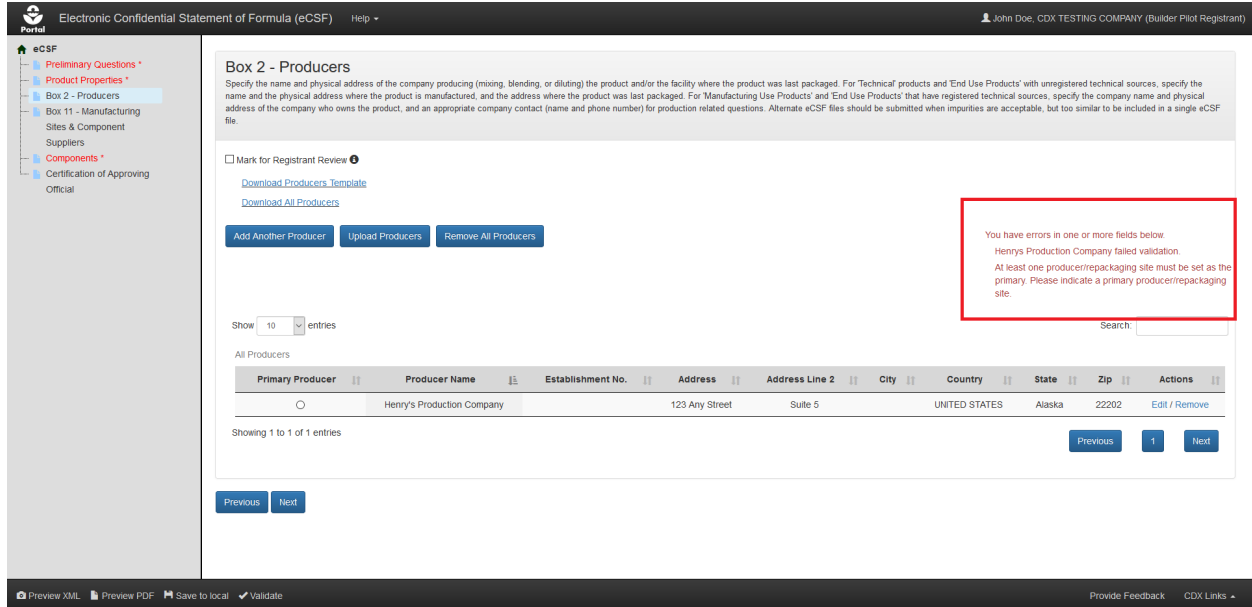 Portal
Electronic Confidential Statement of Formula (eCSF)
Help
John Doe, CDX TESTING COMPANY (Builder Pilot Registrant)
eCSF
Preliminary Questions *
Product Properties *
Box 2 - Producers
Box 11 - Manufacturing
Sites & Component
Suppliers
Components *
Certification of Approving
Official
Box 2 - Producers
Specify the name and physical address of the company producing (mixing, blending, or diluting) the product and/or the facility where the product was last packaged. For 'Technical' products and 'End Use Products' with unregistered technical sources, specify the
name and the physical address where the product is manufactured, and the address where the product was last packaged. For 'Manufacturing Use Products' and 'End Use Products' that have registered technical sources, specify the company name and physical
address of the company who owns the product, and an appropriate company contact (name and phone number) for production related questions. Alternate eCSF files should be submitted when impurities are acceptable, but too similar to be included in a single eCSF
file.
Mark for Registrant Review
Download Producers Template
Download All Producers
Add Another Producer Upload Producers Remove All Producers
You have errors in one or more fields below.
Henrys Production Company failed validation.
At least one producer/repackaging site must be set as the
primary. Please indicate a primary producer/repackaging
site.
Show 10 entries
Search:
All Producers
Primary Producer Producer Name Establishment No. Address Address Line 2 City Country State Zip Actions
Henry's Production Company 123 Any Street Suite 5 UNITED STATES Alaska 22202 Edit / Remove
Showing 1 to 1 of 1 entries
Previous 1 Next
Previous Next
Preview XML Preview PDF Save to local Validate
Provide Feedback CDX Links